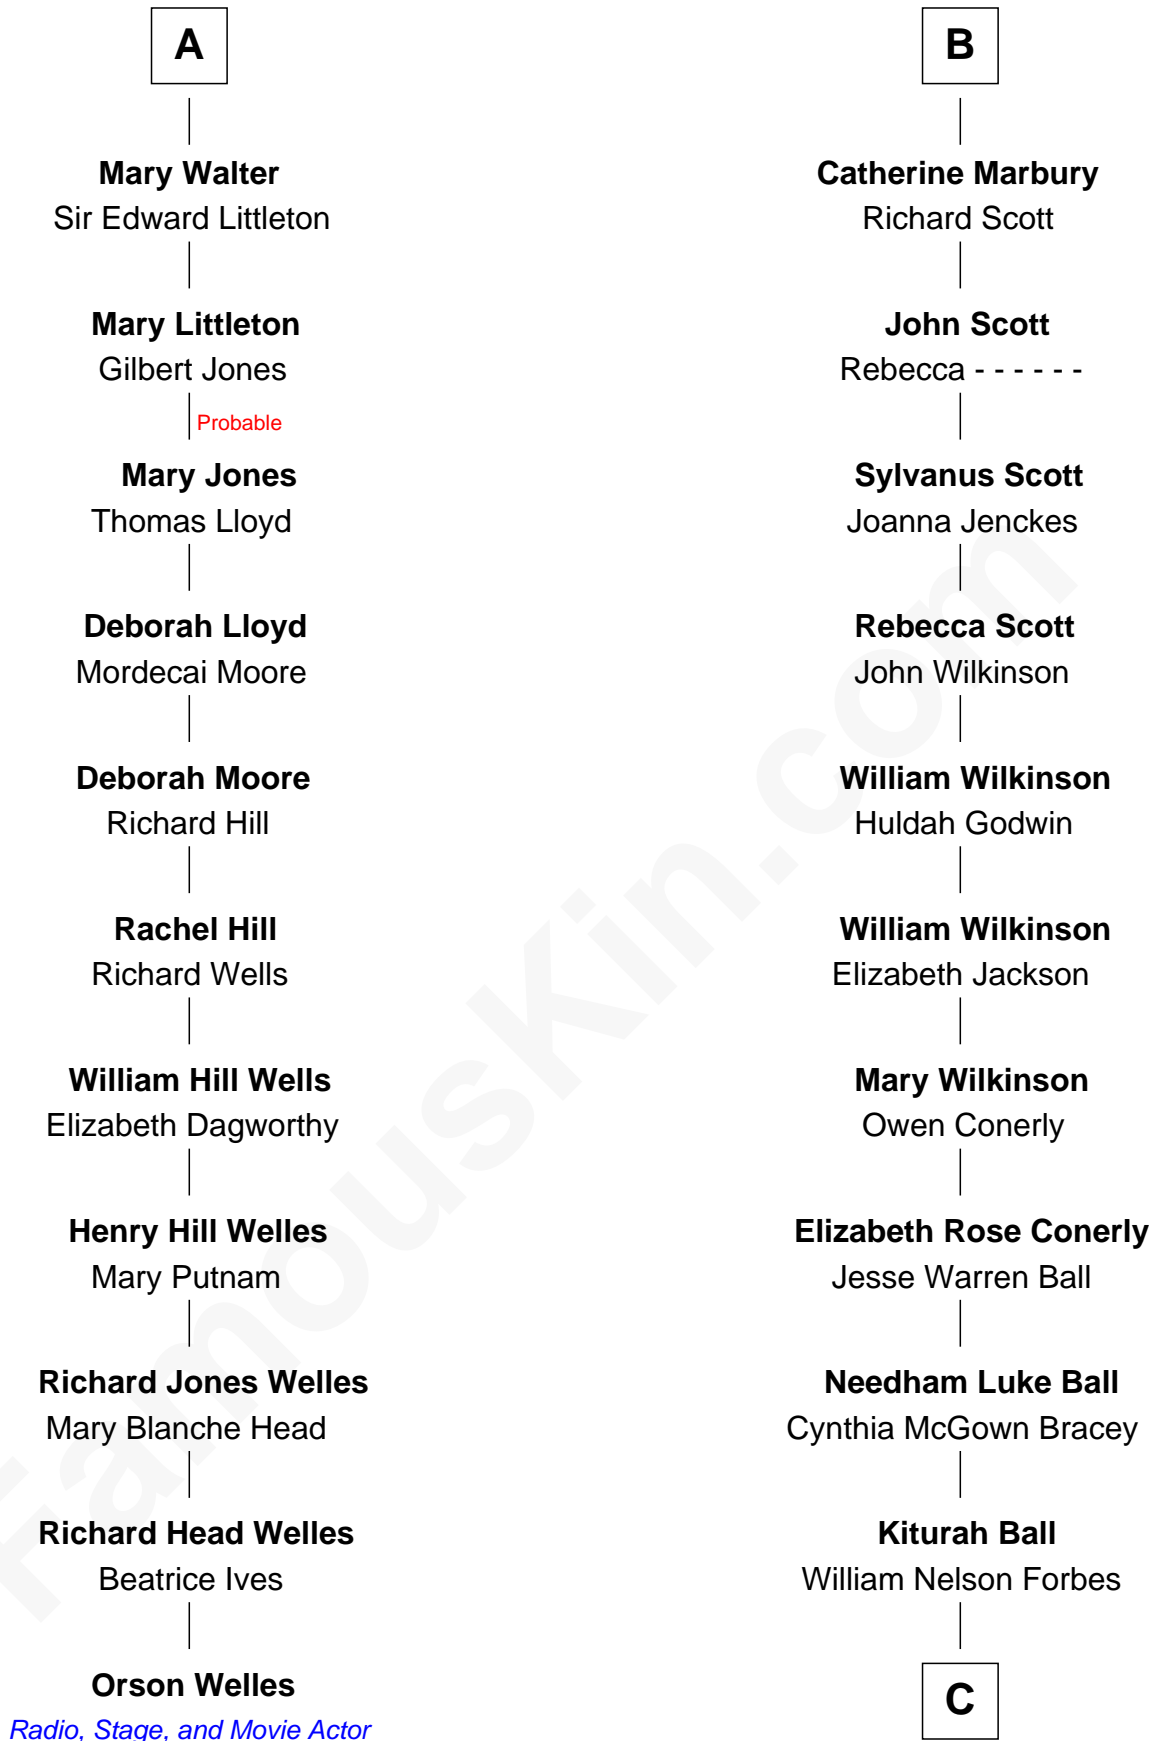 A
Mary Walter
Sir Edward Littleton
Mary Littleton
Gilbert Jones
Probable
Mary Jones
Thomas Lloyd
Deborah Lloyd
Mordecai Moore
Deborah Moore
Richard Hill
Rachel Hill
Richard Wells
William Hill Wells
Elizabeth Dagworthy
Henry Hill Welles
Mary Putnam
Richard Jones Welles
Mary Blanche Head
Richard Head Welles
Beatrice Ives
Orson Welles
Radio, Stage, and Movie Actor
B
Catherine Marbury
Richard Scott
John Scott
Rebecca - - - - - -
Sylvanus Scott
Joanna Jenckes
Rebecca Scott
John Wilkinson
William Wilkinson
Huldah Godwin
William Wilkinson
Elizabeth Jackson
Mary Wilkinson
Owen Conerly
Elizabeth Rose Conerly
Jesse Warren Ball
Needham Luke Ball
Cynthia McGown Bracey
Kiturah Ball
William Nelson Forbes
C
FamousKin.com